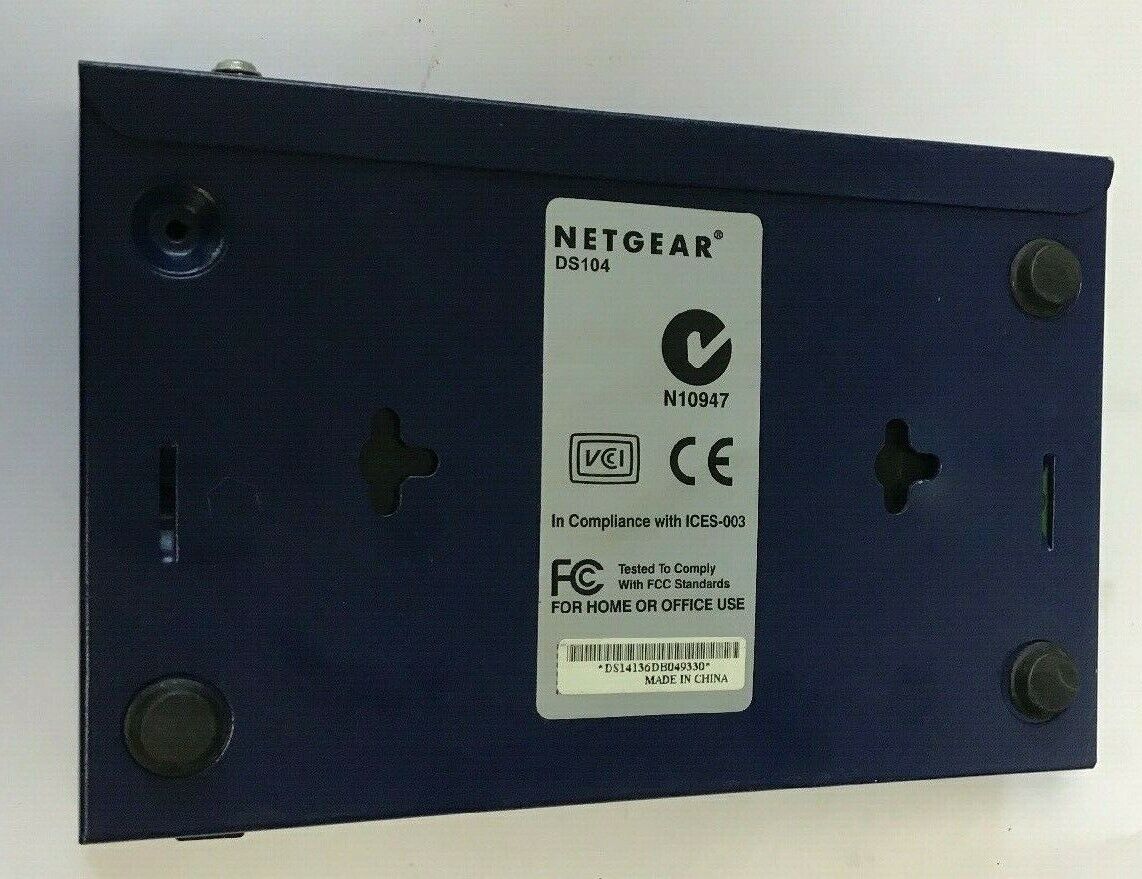 NETGEAR®
DS104
N10947
VCI
CE
In Compliance with ICES-003
FC Tested To Comply
With FCC Standards
FOR HOME OR OFFICE USE
*DS14136DB049330*
MADE IN CHINA